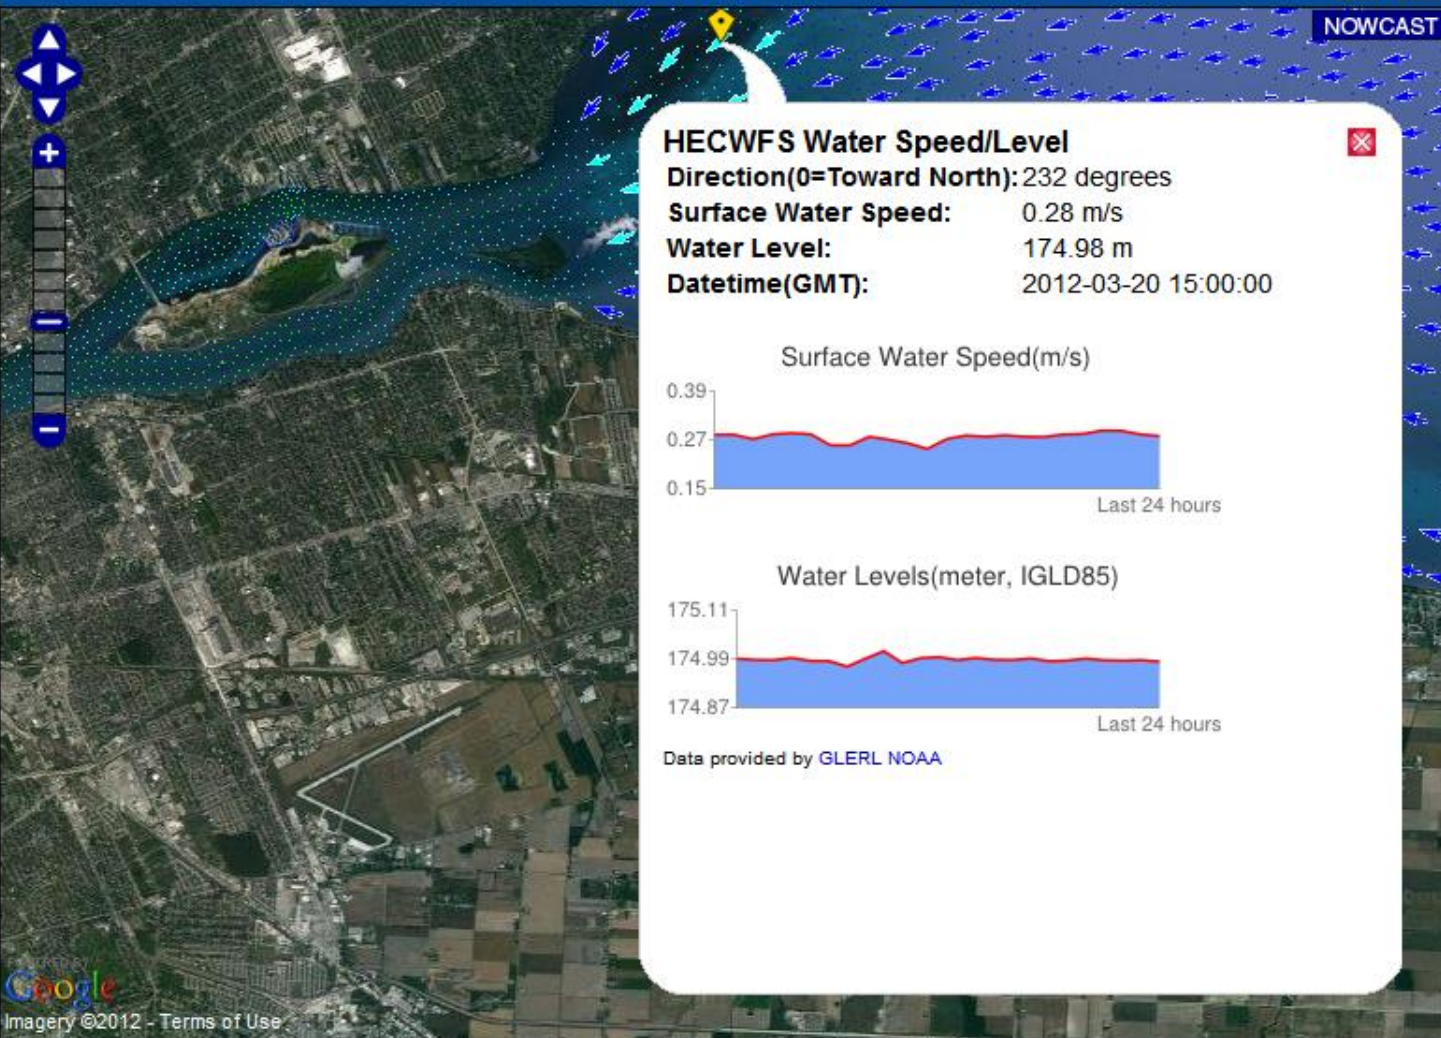 NOWCAST
HECWFS Water Speed/Level
Direction(0=Toward North): 232 degrees
Surface Water Speed: 0.28 m/s
Water Level: 174.98 m
Datetime(GMT): 2012-03-20 15:00:00
Surface Water Speed(m/s)
0.39
0.27
0.15
Last 24 hours
Water Levels(meter, IGLD85)
175.11
174.99
174.87
Last 24 hours
Data provided by GLERL NOAA
POWERED BY
Google
Imagery ©2012 - Terms of Use